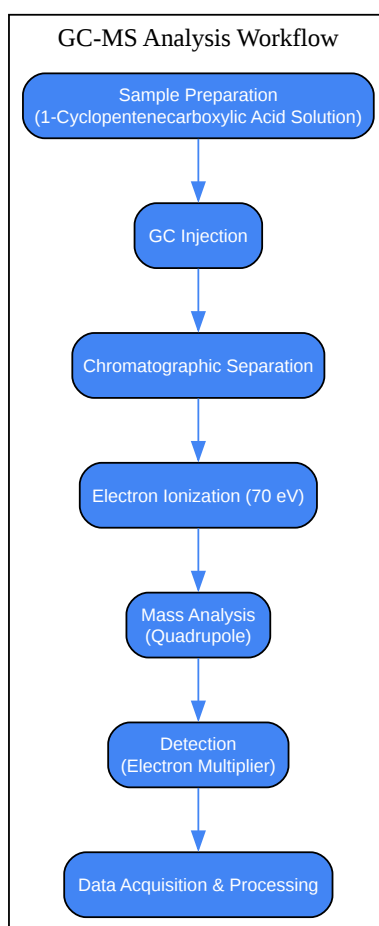 GC-MS Analysis Workflow
Sample Preparation
(1-Cyclopentenecarboxylic Acid Solution)
GC Injection
Chromatographic Separation
Electron Ionization (70 eV)
Mass Analysis
(Quadrupole)
Detection
(Electron Multiplier)
Data Acquisition & Processing